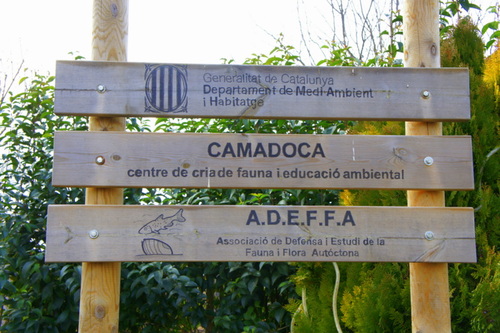 Generalitat de Catalunya
Departament de Medi Ambient
i Habitatge
CAMADOCA
centre de cria de fauna i educació ambiental
A.D.E.F.F.A
Associació de Defensa i Estudi de la
Fauna i Flora Autòctona